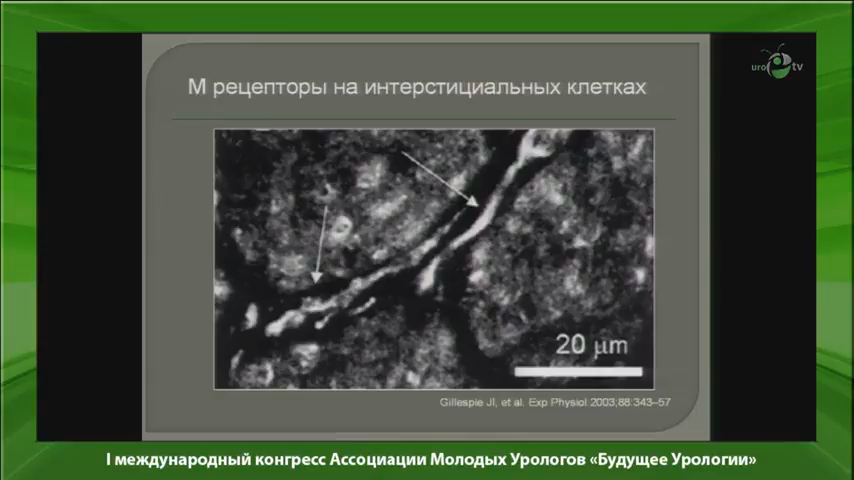 М рецепторы на интерстициальных клетках
uro tv
20 μm
Gillespie JI, et al. Exp Physiol 2003;88:343–57
I международный конгресс Ассоциации Молодых Урологов «Будущее Урологии»